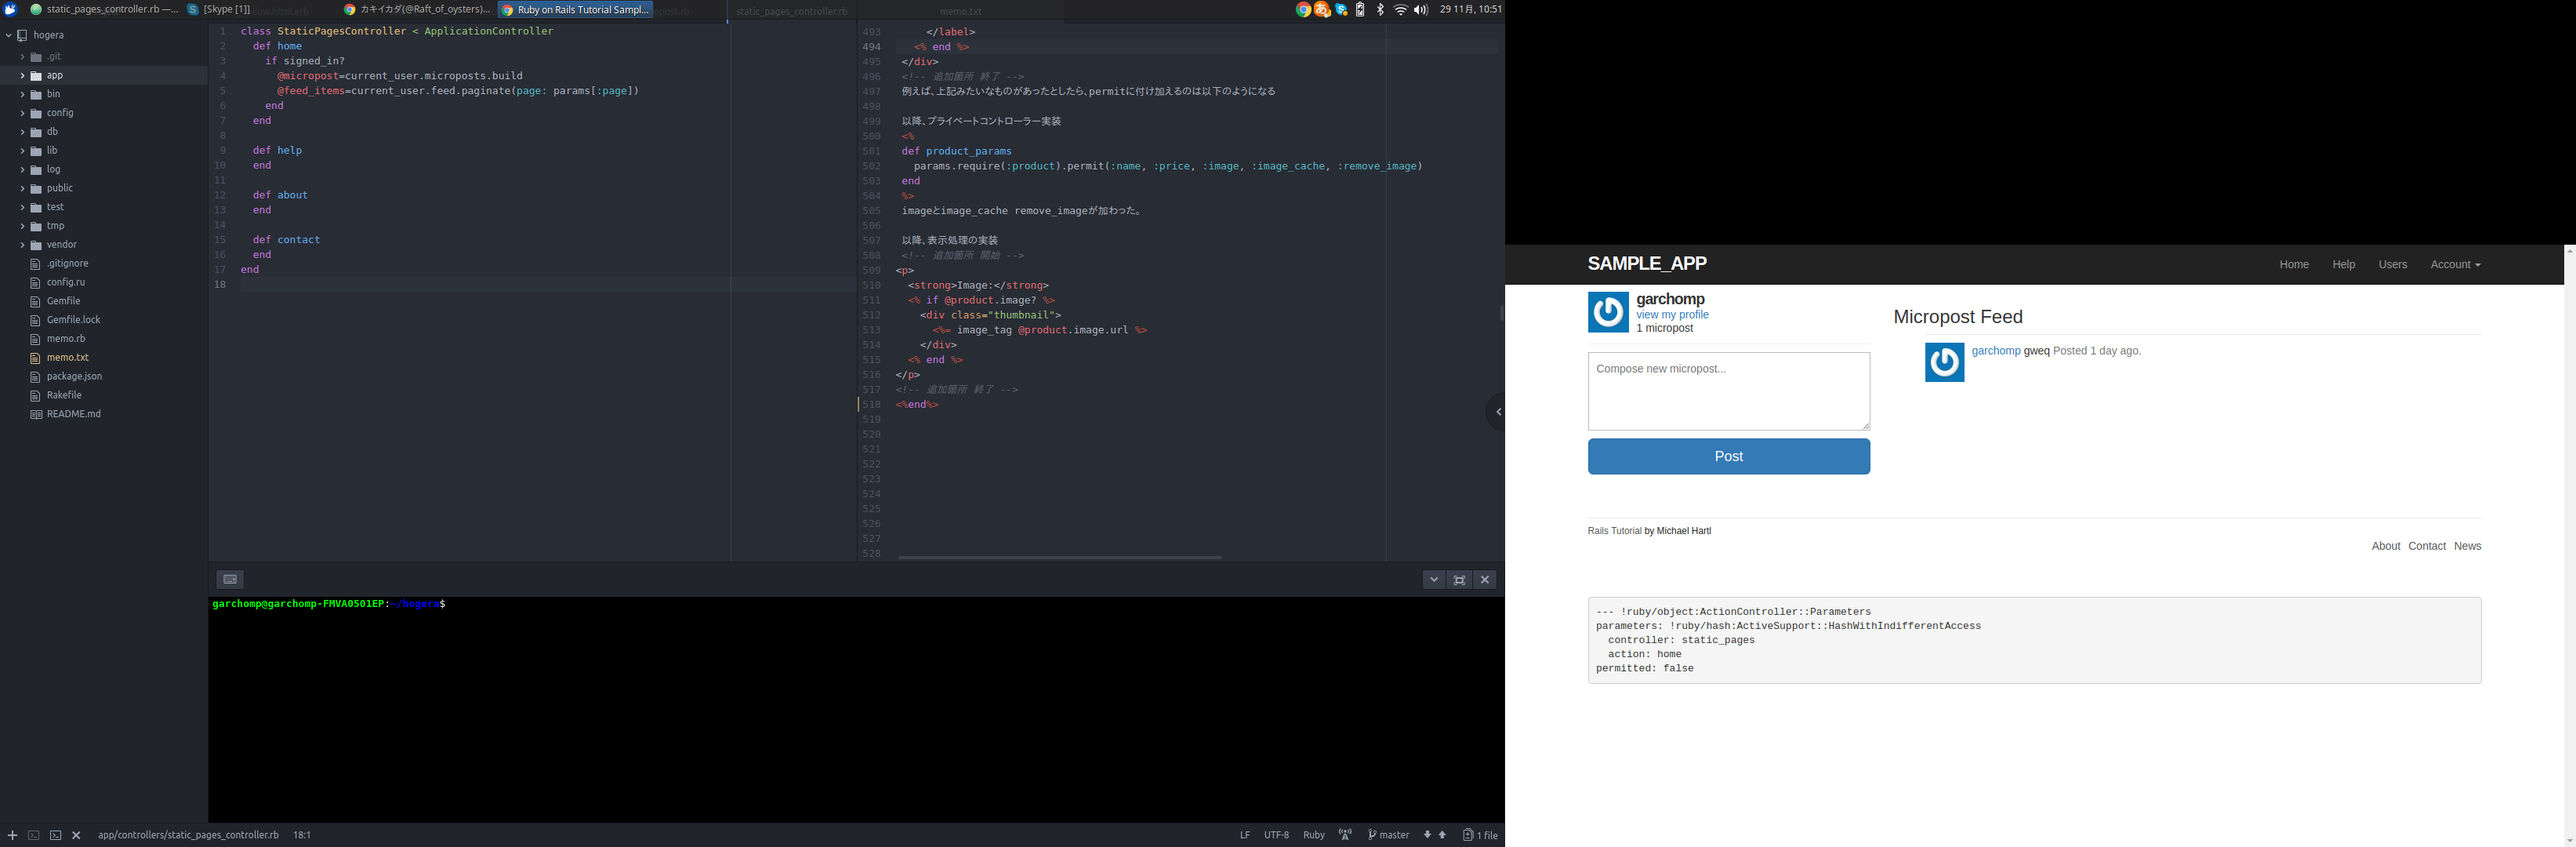 static_pages_controller.rb —...
[Skype [1]]
カキイカダ(@Raft_of_oysters)...
Ruby on Rails Tutorial Sampl...
static_pages_controller.rb
memo.txt
29 11月, 10:51
hogera
.git
app
bin
config
db
lib
log
public
test
tmp
vendor
.gitignore
config.ru
Gemfile
Gemfile.lock
memo.rb
memo.txt
package.json
Rakefile
README.md
1 class StaticPagesController < ApplicationController
2 def home
3 if signed_in?
4 @micropost=current_user.microposts.build
5 @feed_items=current_user.feed.paginate(page: params[:page])
6 end
7 end
8
9 def help
10 end
11
12 def about
13 end
14
15 def contact
16 end
17 end
18
493 </label>
494 <% end %>
495 </div>
496 <!-- 追加箇所 終了 -->
497 例えば、上記みたいなものがあったとしたら、permitに付け加えるのは以下のようになる
498
499 以降、プライベートコントローラー実装
500 <%
501 def product_params
502 params.require(:product).permit(:name, :price, :image, :image_cache, :remove_image)
503 end
504 %>
505 imageとimage_cache remove_imageが加わった。
506
507 以降、表示処理の実装
508 <!-- 追加箇所 開始 -->
509 <p>
510 <strong>Image:</strong>
511 <% if @product.image? %>
512 <div class="thumbnail">
513 <%= image_tag @product.image.url %>
514 </div>
515 <% end %>
516 </p>
517 <!-- 追加箇所 終了 -->
518 <%end%>
519
520
521
522
523
524
525
526
527
528
garchomp@garchomp-FMVA0501EP:~/hogera$
app/controllers/static_pages_controller.rb 18:1
LF UTF-8 Ruby master 1 file
SAMPLE_APP
Home Help Users Account
garchomp
view my profile
1 micropost
Compose new micropost...
Post
Micropost Feed
garchomp gweq Posted 1 day ago.
Rails Tutorial by Michael Hartl
About Contact News
--- !ruby/object:ActionController::Parameters
parameters: !ruby/hash:ActiveSupport::HashWithIndifferentAccess
controller: static_pages
action: home
permitted: false